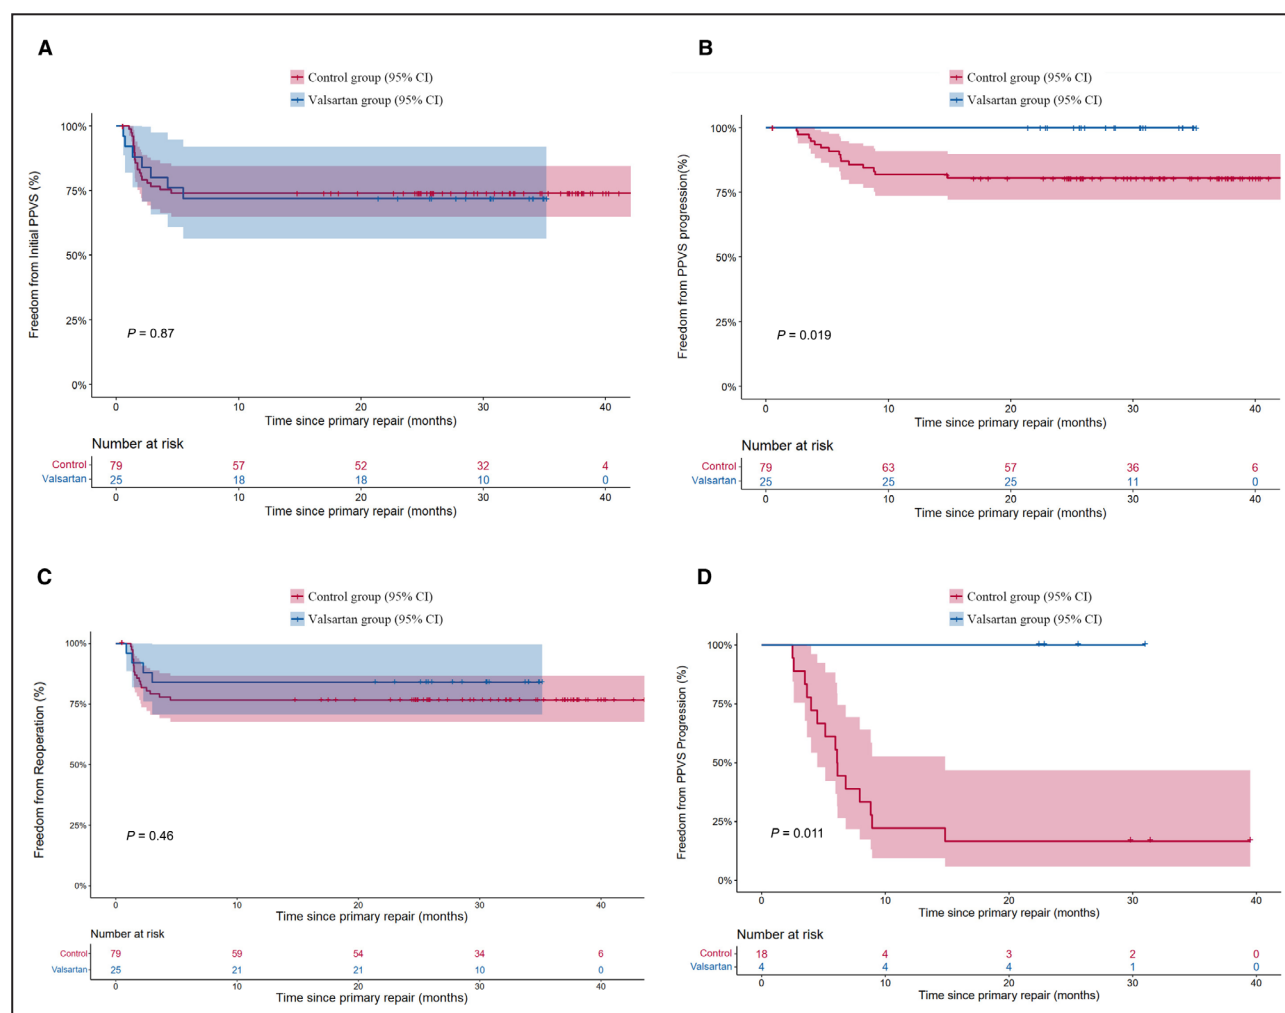 A
Control group (95% CI)
Valsartan group (95% CI)
Freedom from Initial PPVS (%)
100%
75%
50%
25%
0%
P = 0.87
0 10 20 30 40
Time since primary repair (months)
Number at risk
Control 79 57 52 32 4
Valsartan 25 18 18 10 0
0 10 20 30 40
Time since primary repair (months)
B
Control group (95% CI)
Valsartan group (95% CI)
Freedom from PPVS progression(%)
100%
75%
50%
25%
0%
P = 0.019
0 10 20 30 40
Time since primary repair (months)
Number at risk
Control 79 63 57 36 6
Valsartan 25 25 25 11 0
0 10 20 30 40
Time since primary repair (months)
C
Control group (95% CI)
Valsartan group (95% CI)
Freedom from Reoperation (%)
100%
75%
50%
25%
0%
P = 0.46
0 10 20 30 40
Time since primary repair (months)
Number at risk
Control 79 59 54 34 6
Valsartan 25 21 21 10 0
0 10 20 30 40
Time since primary repair (months)
D
Control group (95% CI)
Valsartan group (95% CI)
Freedom from PPVS Progression (%)
100%
75%
50%
25%
0%
P = 0.011
0 10 20 30 40
Time since primary repair (months)
Number at risk
Control 18 4 3 2 0
Valsartan 4 4 4 1 0
0 10 20 30 40
Time since primary repair (months)